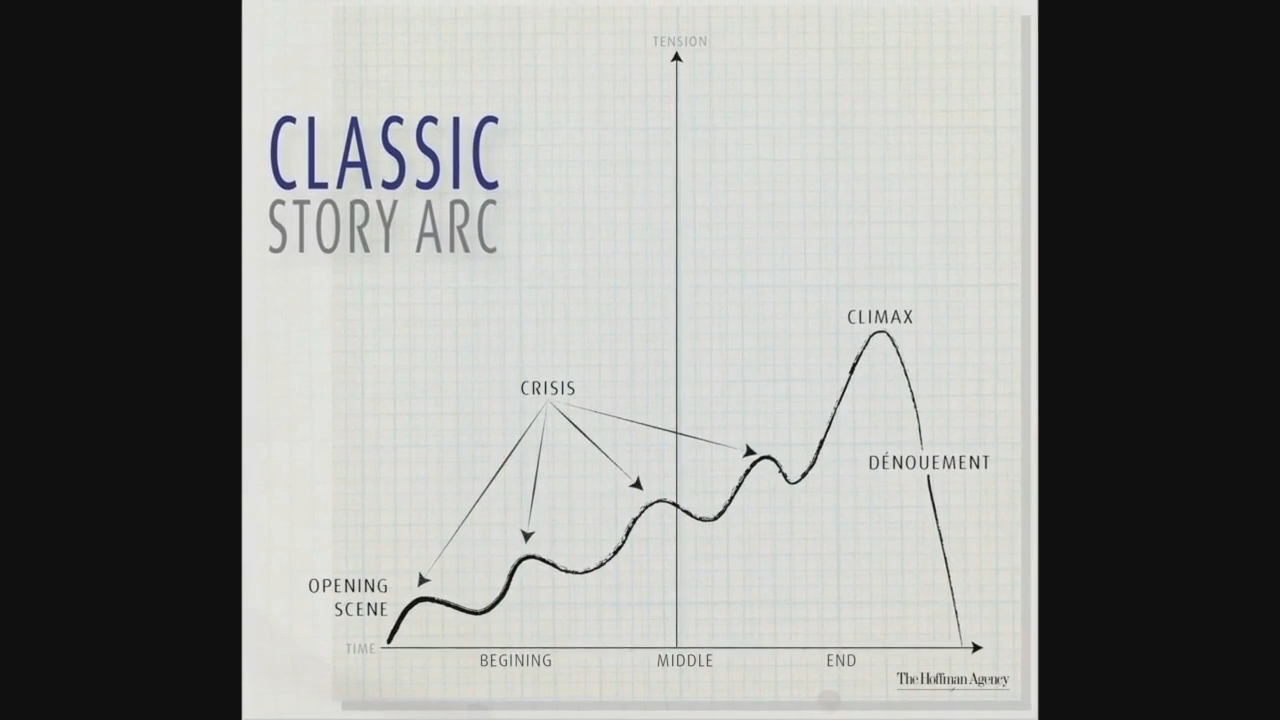 TENSION
CLASSIC
STORY ARC
CLIMAX
CRISIS
DÉNOUEMENT
OPENING
SCENE
TIME
BEGINING
MIDDLE
END
The Hoffman Agency